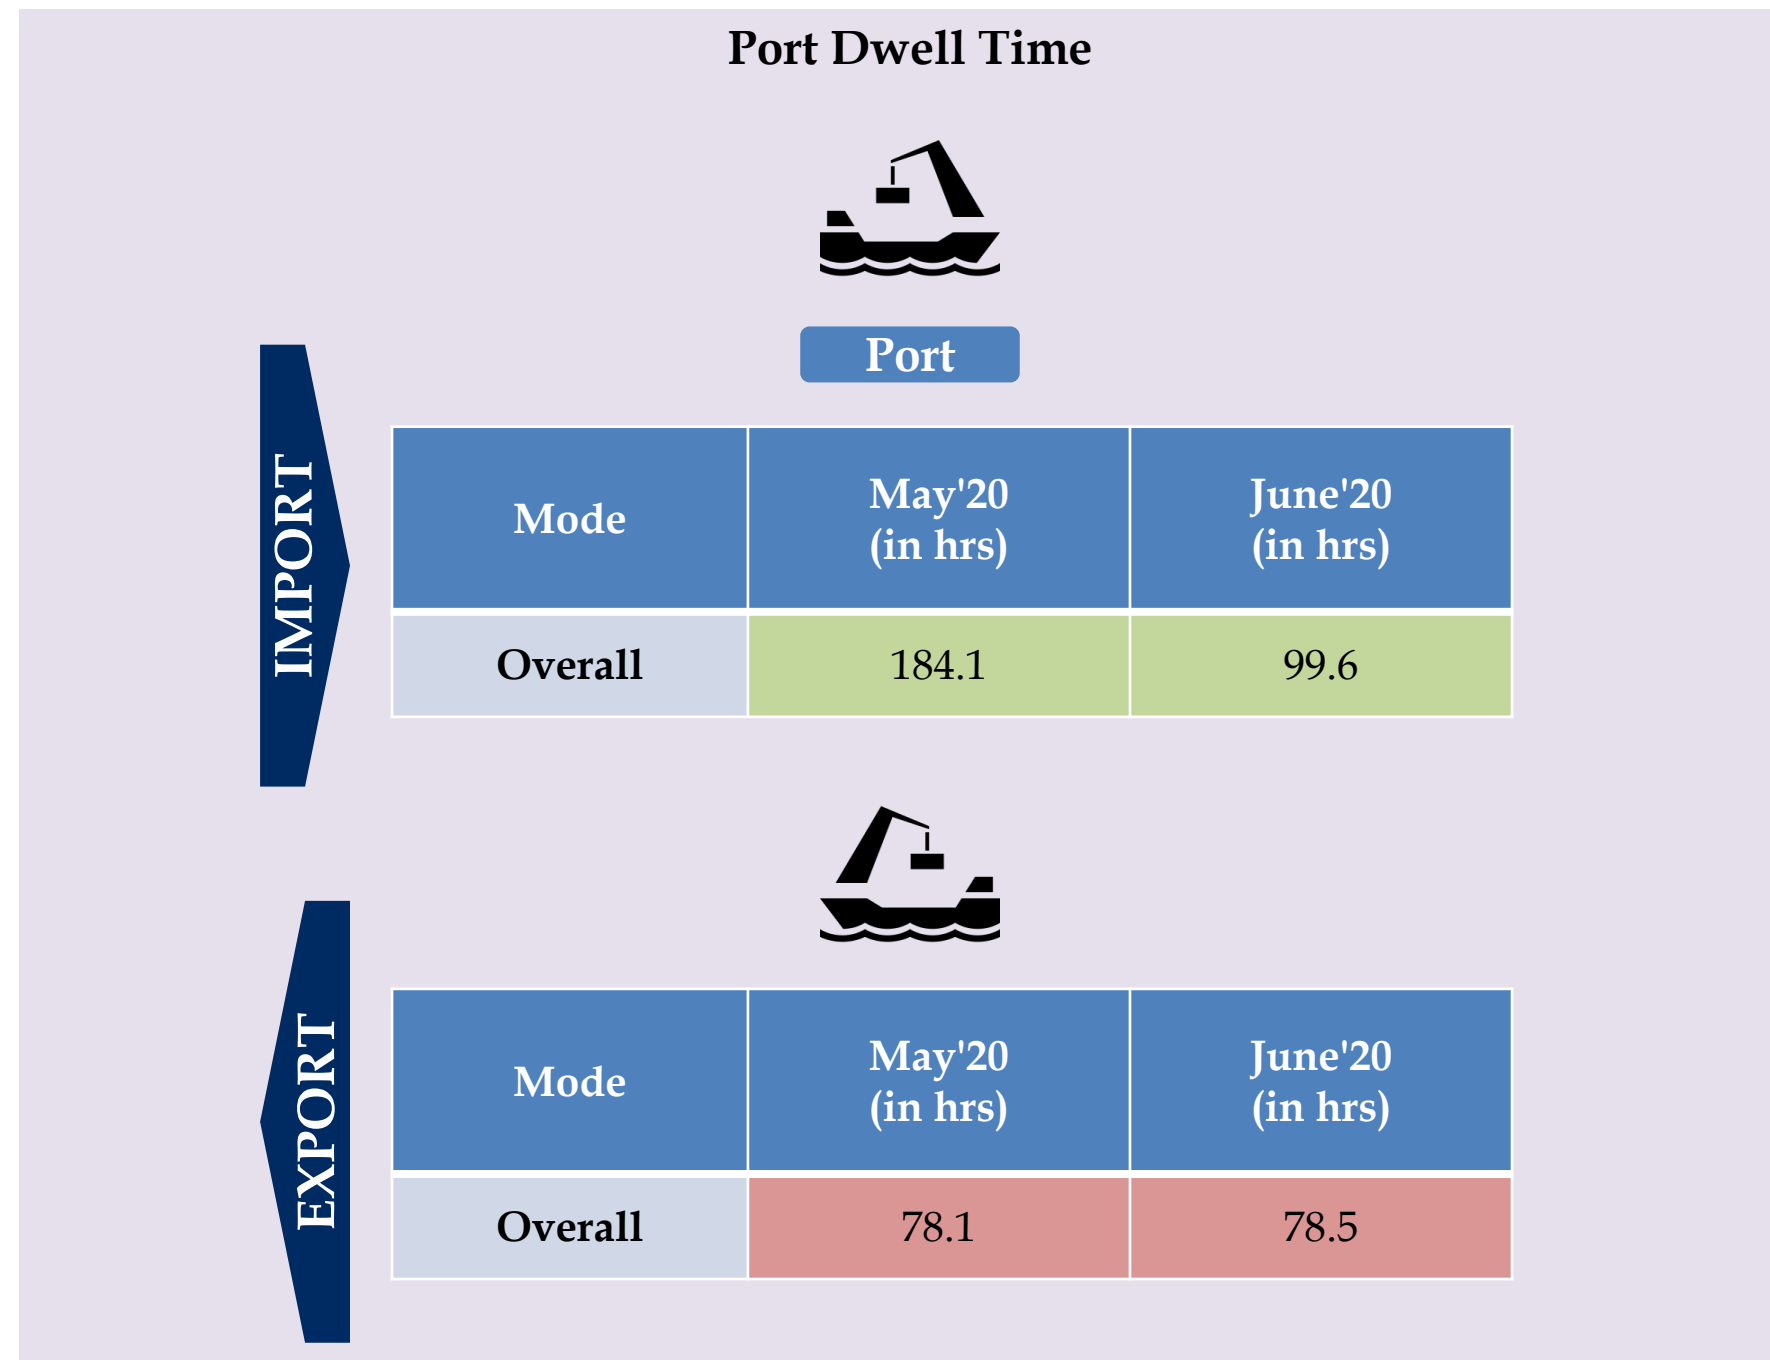 Port Dwell Time
Port
IMPORT
Mode
May'20
(in hrs)
June'20
(in hrs)
Overall
184.1
99.6
EXPORT
Mode
May'20
(in hrs)
June'20
(in hrs)
Overall
78.1
78.5